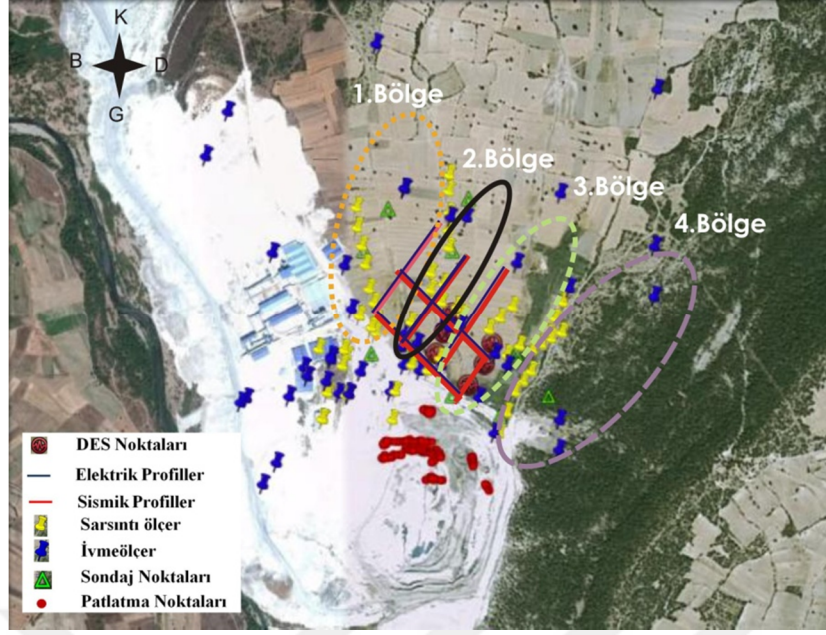 K
B D
G
1.Bölge
2.Bölge
3.Bölge
4.Bölge
DES Noktaları
Elektrik Profiller
Sismik Profiller
Sarsıntı ölçer
İvmeölçer
Sondaj Noktaları
Patlatma Noktaları